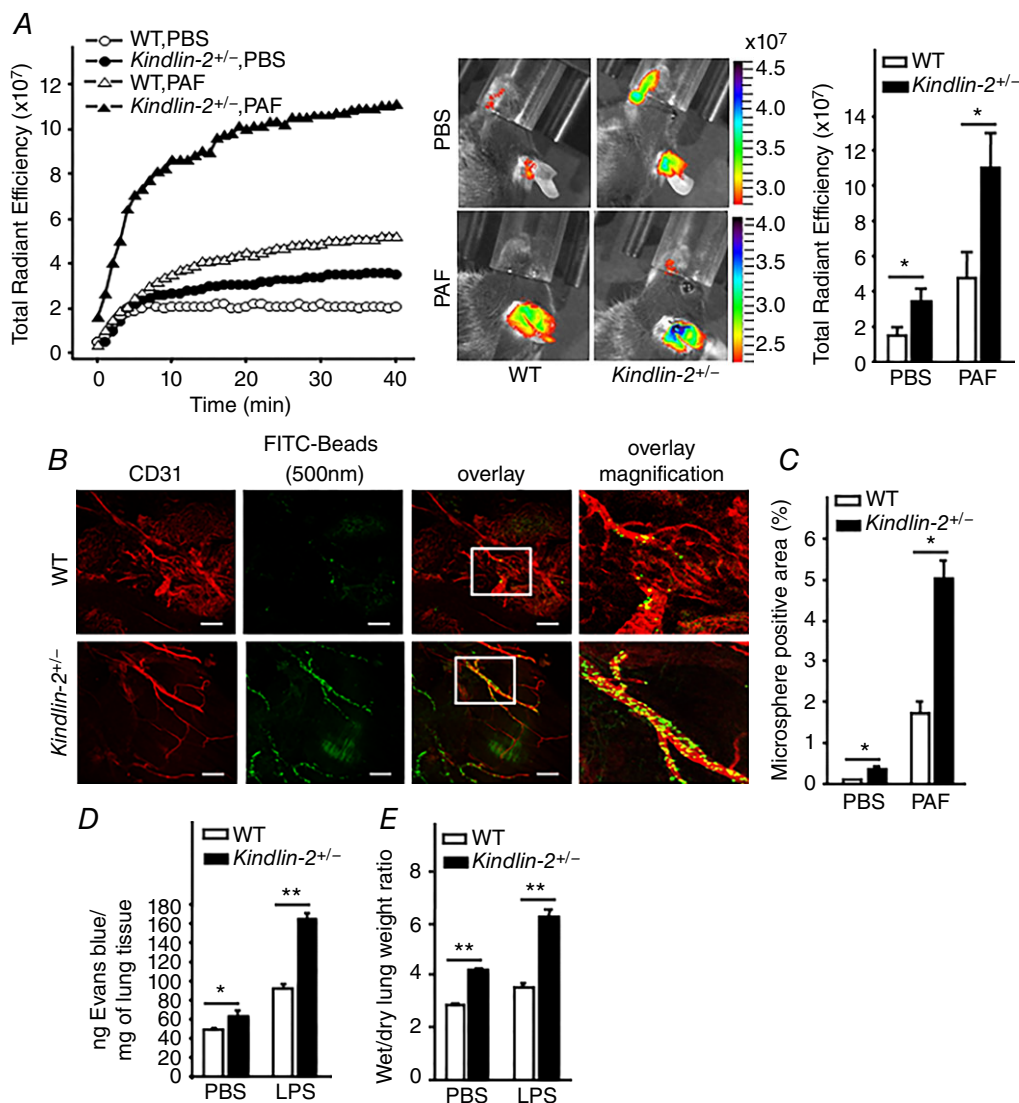 A
WT,PBS
Kindlin-2+/–,PBS
WT,PAF
Kindlin-2+/–,PAF
Total Radiant Efficiency (x10⁷)
12
10
8
6
4
2
0
0
10
20
30
40
Time (min)
PBS
PAF
WT
Kindlin-2+/–
x10⁷
4.5
4.0
3.5
3.0
4.0
3.5
3.0
2.5
WT
Kindlin-2+/–
Total Radiant Efficiency (x10⁷)
14
12
10
8
6
4
2
0
*
*
PBS
PAF
B
CD31
FITC-Beads
(500nm)
overlay
overlay
magnification
WT
Kindlin-2+/–
C
WT
Kindlin-2+/–
Microsphere positive area (%)
6
5
4
3
2
1
0
*
*
PBS
PAF
D
WT
Kindlin-2+/–
ng Evans blue/
mg of lung tissue
180
160
140
120
100
80
60
40
20
0
*
**
PBS
LPS
E
WT
Kindlin-2+/–
Wet/dry lung weight ratio
8
6
4
2
0
**
**
PBS
LPS